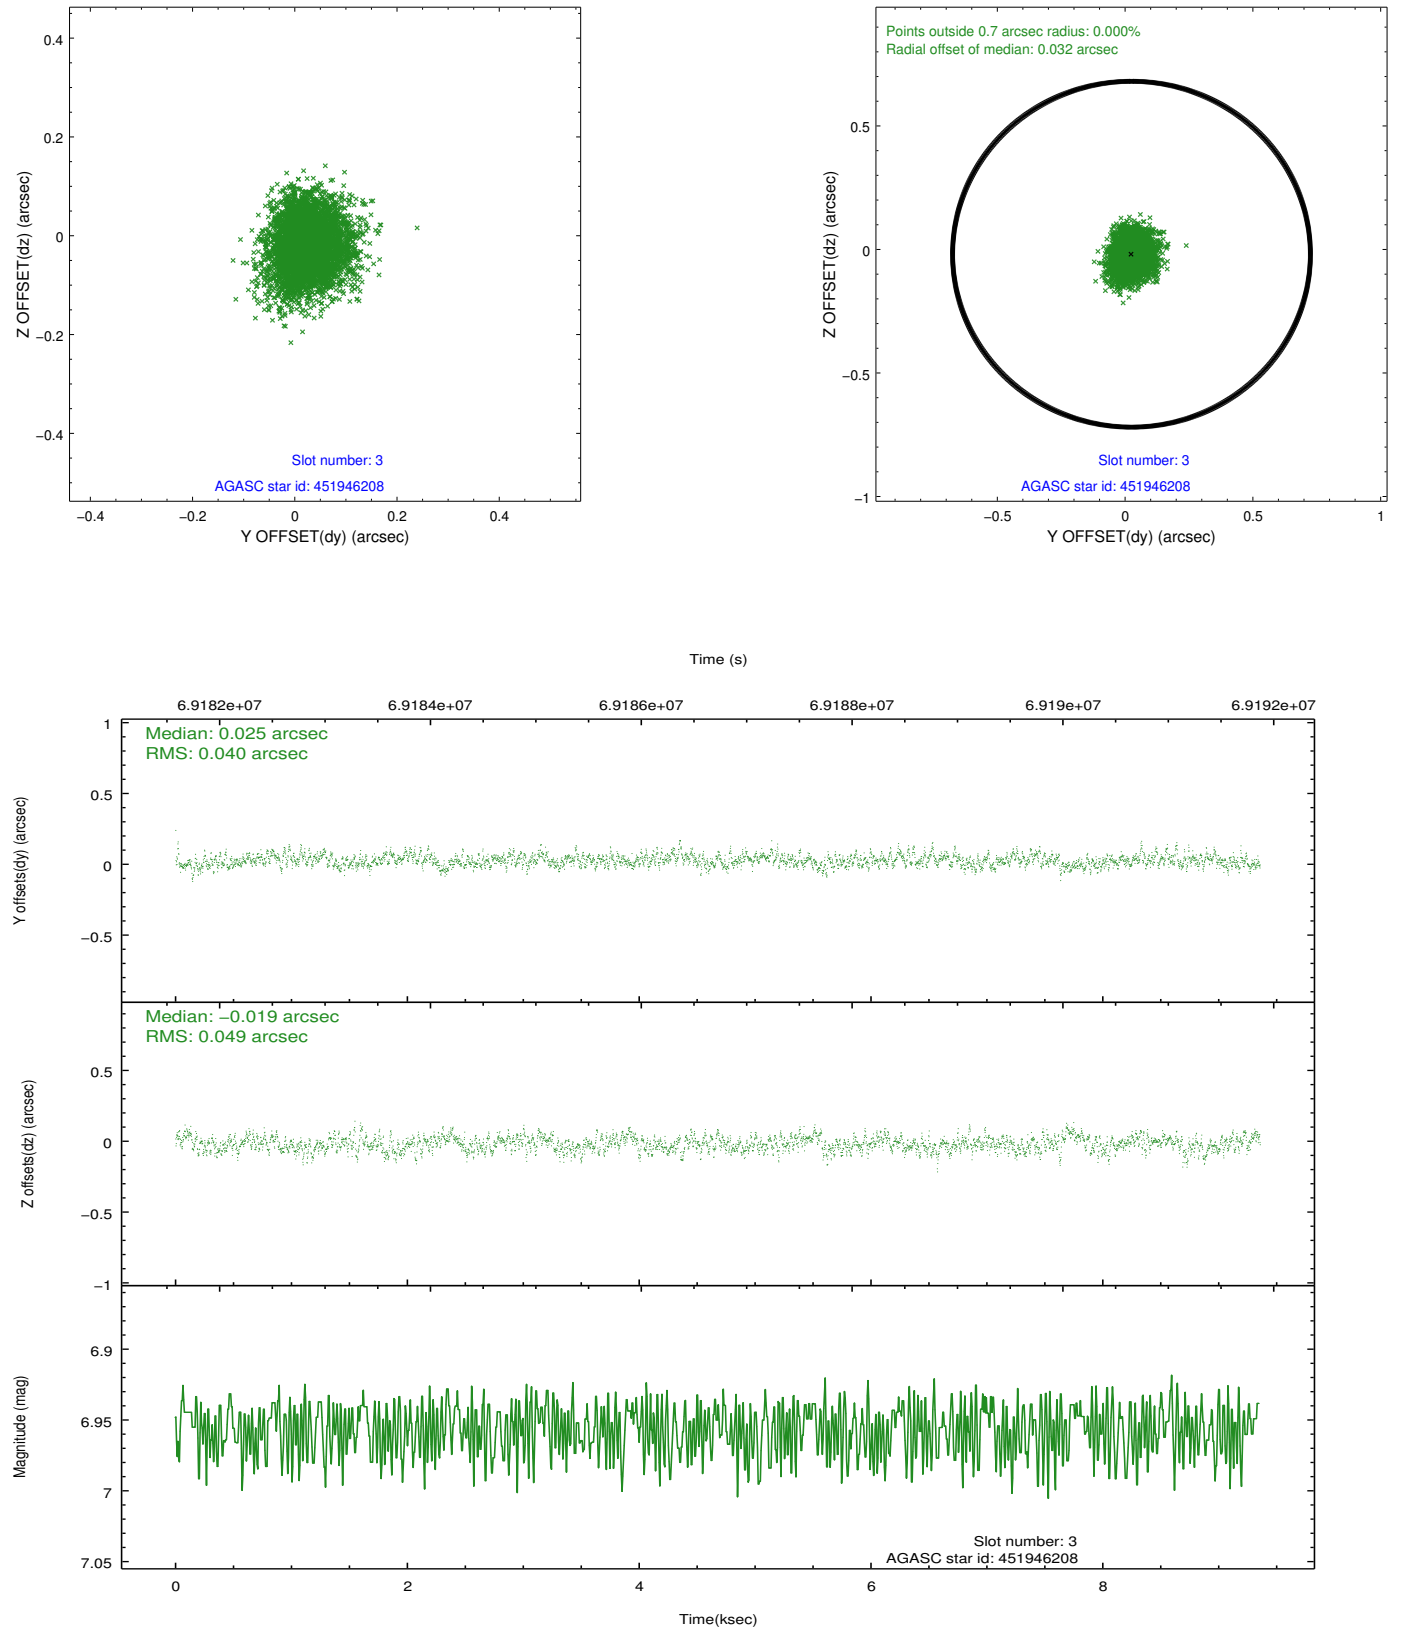 0.4
0.2
0
−0.2
−0.4
Z OFFSET(dz) (arcsec)
Slot number: 3
AGASC star id: 451946208
−0.4 −0.2 0 0.2 0.4
Y OFFSET(dy) (arcsec)
Points outside 0.7 arcsec radius: 0.000%
Radial offset of median: 0.032 arcsec
0.5
0
−0.5
−1
Z OFFSET(dz) (arcsec)
Slot number: 3
AGASC star id: 451946208
−0.5 0 0.5 1
Y OFFSET(dy) (arcsec)
Time (s)
6.9182e+07 6.9184e+07 6.9186e+07 6.9188e+07 6.919e+07 6.9192e+07
Median: 0.025 arcsec
RMS: 0.040 arcsec
1
0.5
0
−0.5
Y offsets(dy) (arcsec)
Median: −0.019 arcsec
RMS: 0.049 arcsec
0.5
0
−0.5
−1
Z offsets(dz) (arcsec)
6.9
6.95
7
7.05
Magnitude (mag)
Slot number: 3
AGASC star id: 451946208
0 2 4 6 8
Time(ksec)